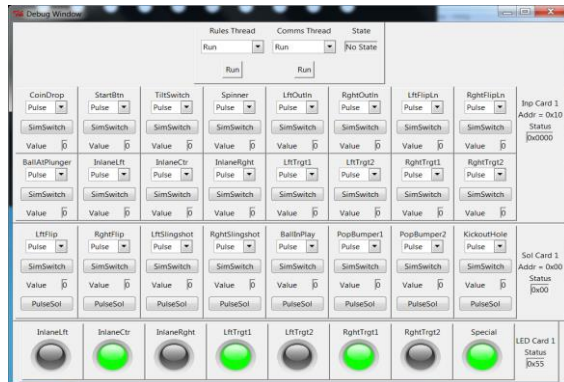 Debug Window
Rules Thread Comms Thread State
Run Run No State
Run Run
CoinDrop StartBtn TiltSwitch Spinner LftOutln RghtOutln LftFlipLn RghtFlipLn Inp Card 1
Pulse Pulse Pulse Pulse Pulse Pulse Pulse Pulse Addr = 0x10
SimSwitch SimSwitch SimSwitch SimSwitch SimSwitch SimSwitch SimSwitch SimSwitch Status
Value 0 Value 0 Value 0 Value 0 Value 0 Value 0 Value 0 Value 0 0x0000
BallAtPlunger InlaneLft InlaneCtr InlaneRght LftTrgt1 LftTrgt2 RghtTrgt1 RghtTrgt2
Pulse Pulse Pulse Pulse Pulse Pulse Pulse Pulse
SimSwitch SimSwitch SimSwitch SimSwitch SimSwitch SimSwitch SimSwitch SimSwitch
Value 0 Value 0 Value 0 Value 0 Value 0 Value 0 Value 0 Value 0
LftFlip RghtFlip LftSlingshot RghtSlingshot BallInPlay PopBumper1 PopBumper2 KickoutHole
Pulse Pulse Pulse Pulse Pulse Pulse Pulse Pulse Sol Card 1
SimSwitch SimSwitch SimSwitch SimSwitch SimSwitch SimSwitch SimSwitch SimSwitch Addr = 0x00
Value 0 Value 0 Value 0 Value 0 Value 0 Value 0 Value 0 Value 0 Status
PulseSol PulseSol PulseSol PulseSol PulseSol PulseSol PulseSol PulseSol 0x00
InlaneLft InlaneCtr InlaneRght LftTrgt1 LftTrgt2 RghtTrgt1 RghtTrgt2 Special
LED Card 1
Status
0x55